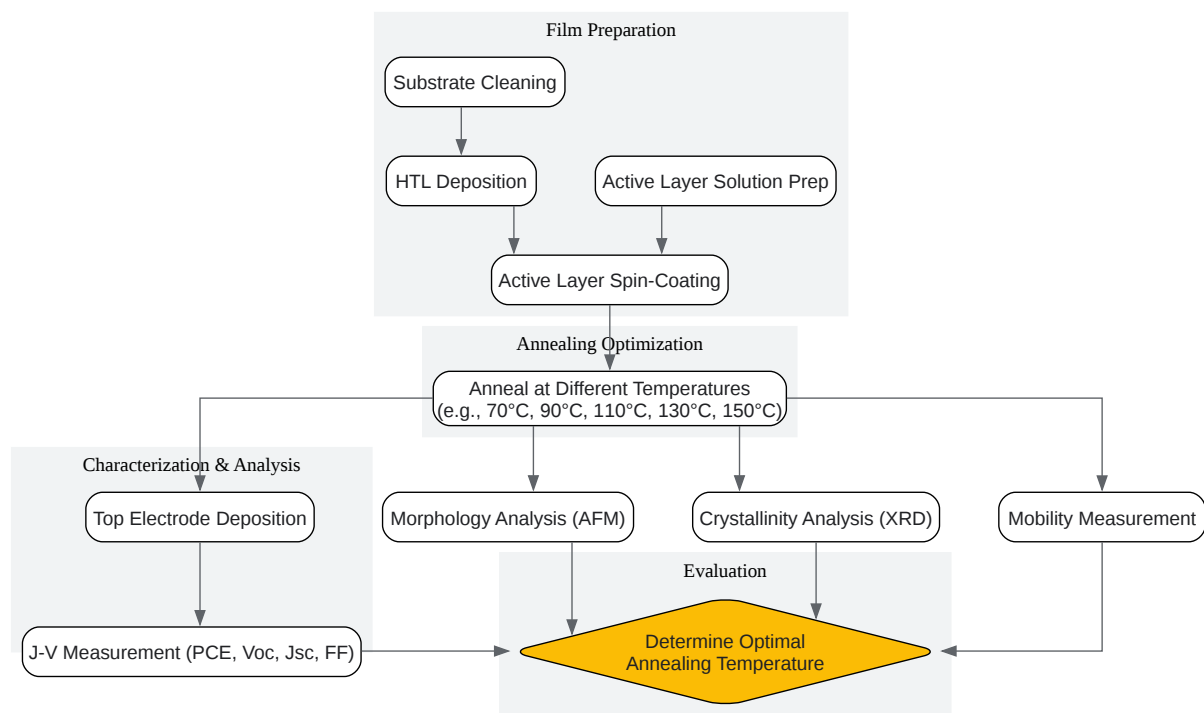 Film Preparation
Substrate Cleaning
HTL Deposition
Active Layer Solution Prep
Active Layer Spin-Coating
Annealing Optimization
Anneal at Different Temperatures
(e.g., 70°C, 90°C, 110°C, 130°C, 150°C)
Characterization & Analysis
Top Electrode Deposition
Morphology Analysis (AFM)
Crystallinity Analysis (XRD)
Mobility Measurement
Evaluation
J-V Measurement (PCE, Voc, Jsc, FF)
Determine Optimal
Annealing Temperature